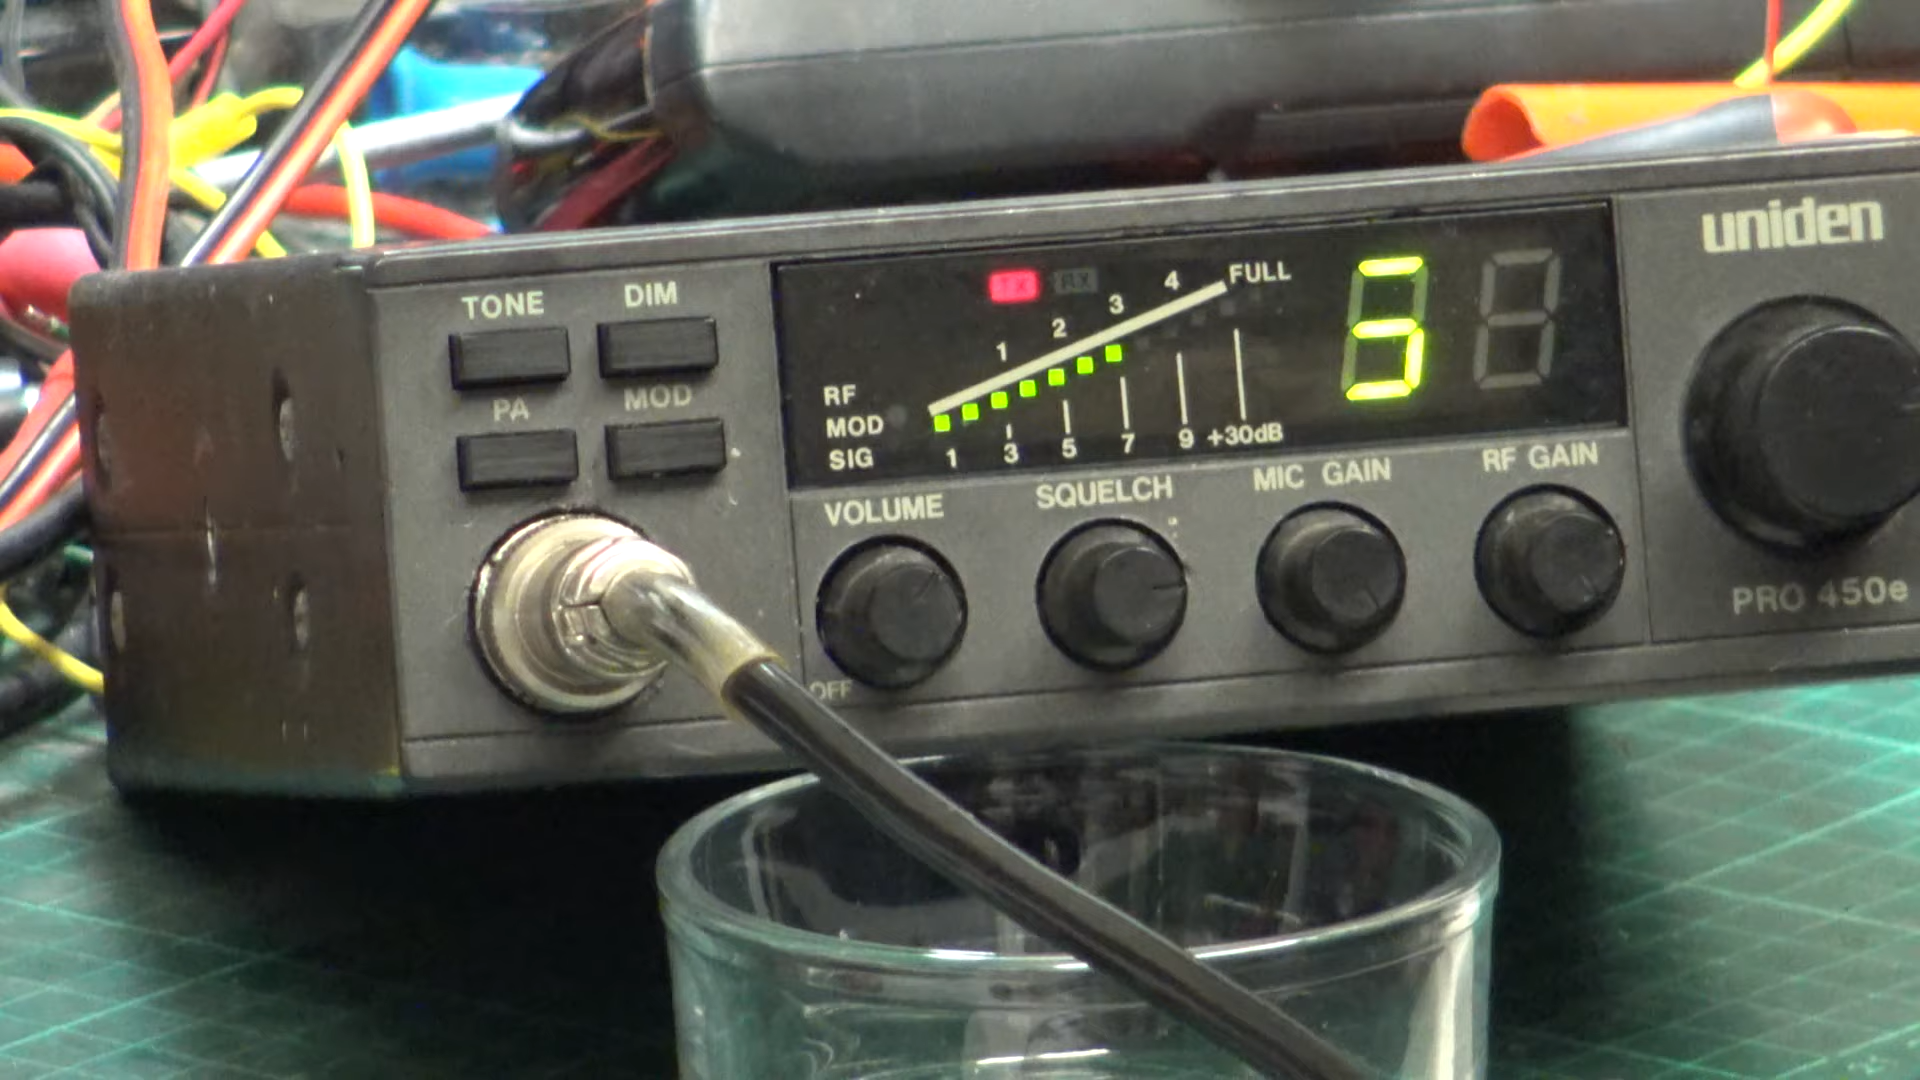 uniden
TONE DIM
PA MOD
TX RX
1 2 3 4 FULL
RF
MOD
SIG
1 3 5 7 9 +30dB
VOLUME SQUELCH MIC GAIN RF GAIN
OFF
PRO 450e